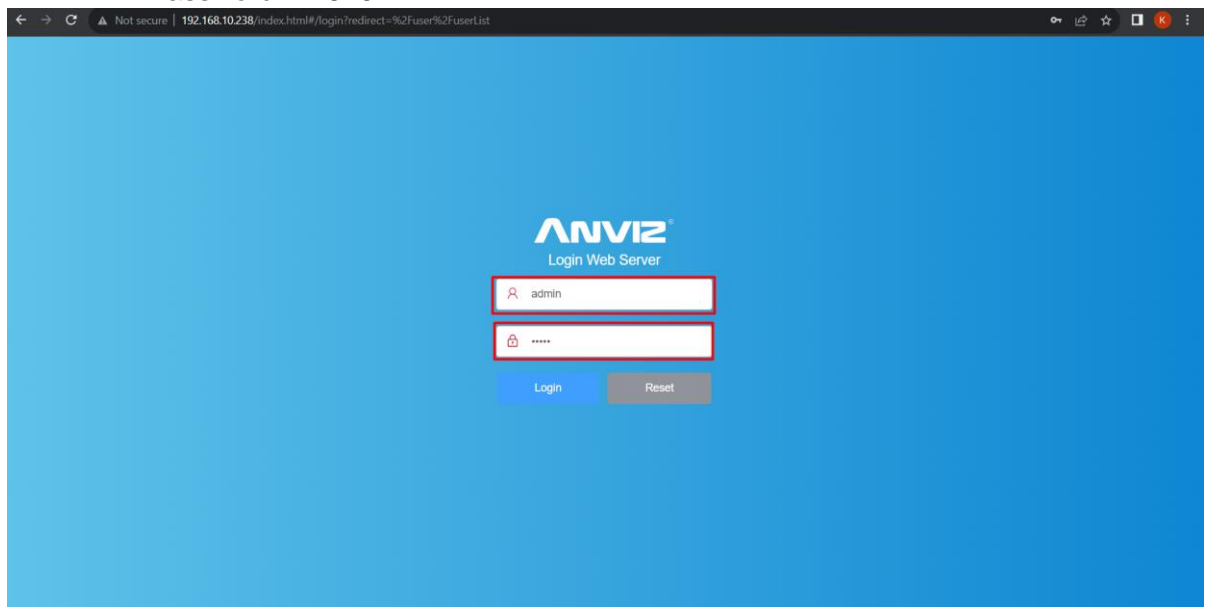 Not secure | 192.168.10.238/index.html#/login?redirect=%2Fuser%2FuserList
K
ANVIZ®
Login Web Server
admin
•••••
Login Reset